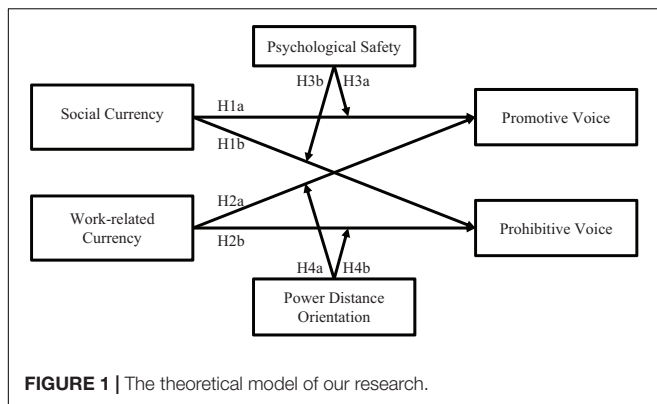 Psychological Safety
H3b H3a
Social Currency
H1a
H1b
Promotive Voice
Work-related
Currency
H2a
H2b
Prohibitive Voice
H4a H4b
Power Distance
Orientation
FIGURE 1 | The theoretical model of our research.